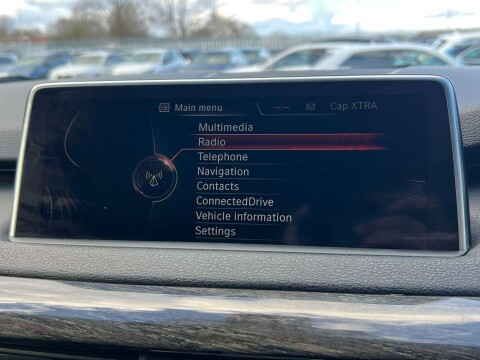 Main menu --:-- Cap XTRA
Multimedia
Radio
Telephone
Navigation
Contacts
ConnectedDrive
Vehicle information
Settings